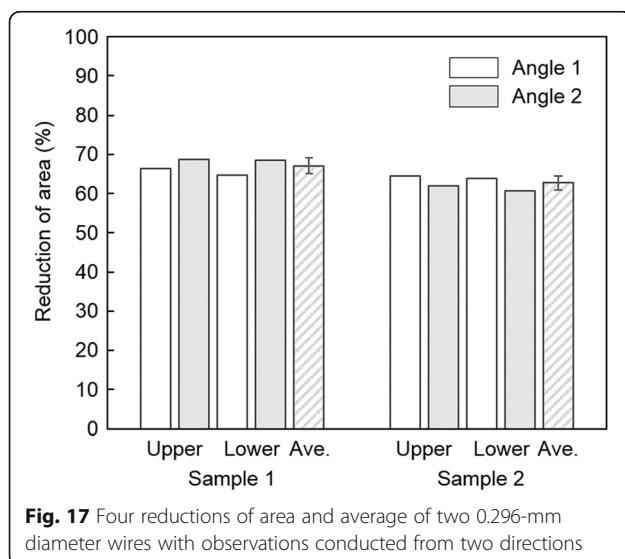 100
90
80
70
60
50
40
30
20
10
0
Reduction of area (%)
Angle 1
Angle 2
Upper Lower Ave. Upper Lower Ave.
Sample 1 Sample 2
Fig. 17 Four reductions of area and average of two 0.296-mm
diameter wires with observations conducted from two directions